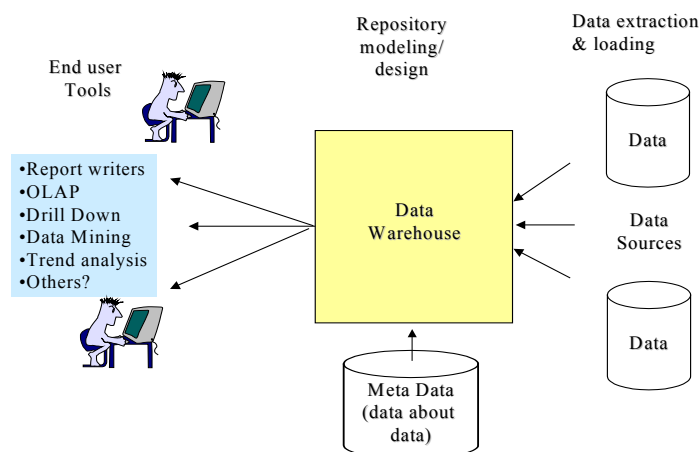 End user
Tools
Repository
modeling/
design
Data extraction
& loading
•Report writers
•OLAP
•Drill Down
•Data Mining
•Trend analysis
•Others?
Data
Warehouse
Data
Data
Sources
Data
Meta Data
(data about
data)